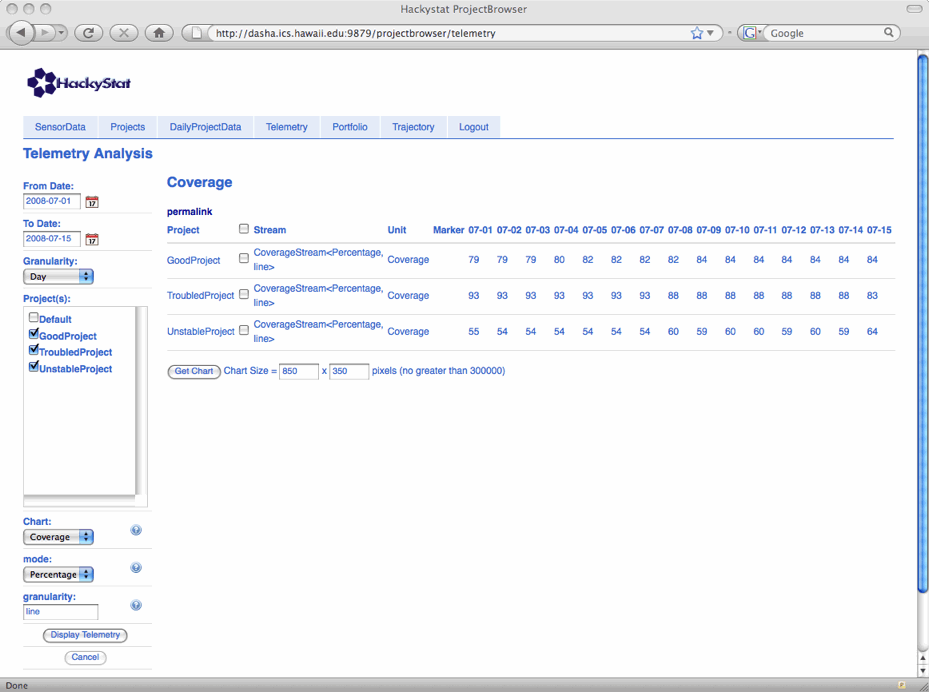 Hackystat ProjectBrowser
http://dasha.ics.hawaii.edu:9879/projectbrowser/telemetry
G Google
HackyStat
SensorData Projects DailyProjectData Telemetry Portfolio Trajectory Logout
Telemetry Analysis
From Date:
2008-07-01 17
To Date:
2008-07-15 17
Granularity:
Day
Project(s):
Default
GoodProject
TroubledProject
UnstableProject
Chart:
Coverage
mode:
Percentage
granularity:
line
Display Telemetry
Cancel
Coverage
permalink
Project Stream Unit Marker 07-01 07-02 07-03 07-04 07-05 07-06 07-07 07-08 07-09 07-10 07-11 07-12 07-13 07-14 07-15
GoodProject CoverageStream<Percentage, line> Coverage 79 79 79 80 82 82 82 82 84 84 84 84 84 84 84
TroubledProject CoverageStream<Percentage, line> Coverage 93 93 93 93 93 93 93 88 88 88 88 88 88 88 83
UnstableProject CoverageStream<Percentage, line> Coverage 55 54 54 54 54 54 54 60 59 60 60 59 60 59 64
Get Chart Chart Size = 850 x 350 pixels (no greater than 300000)
Done